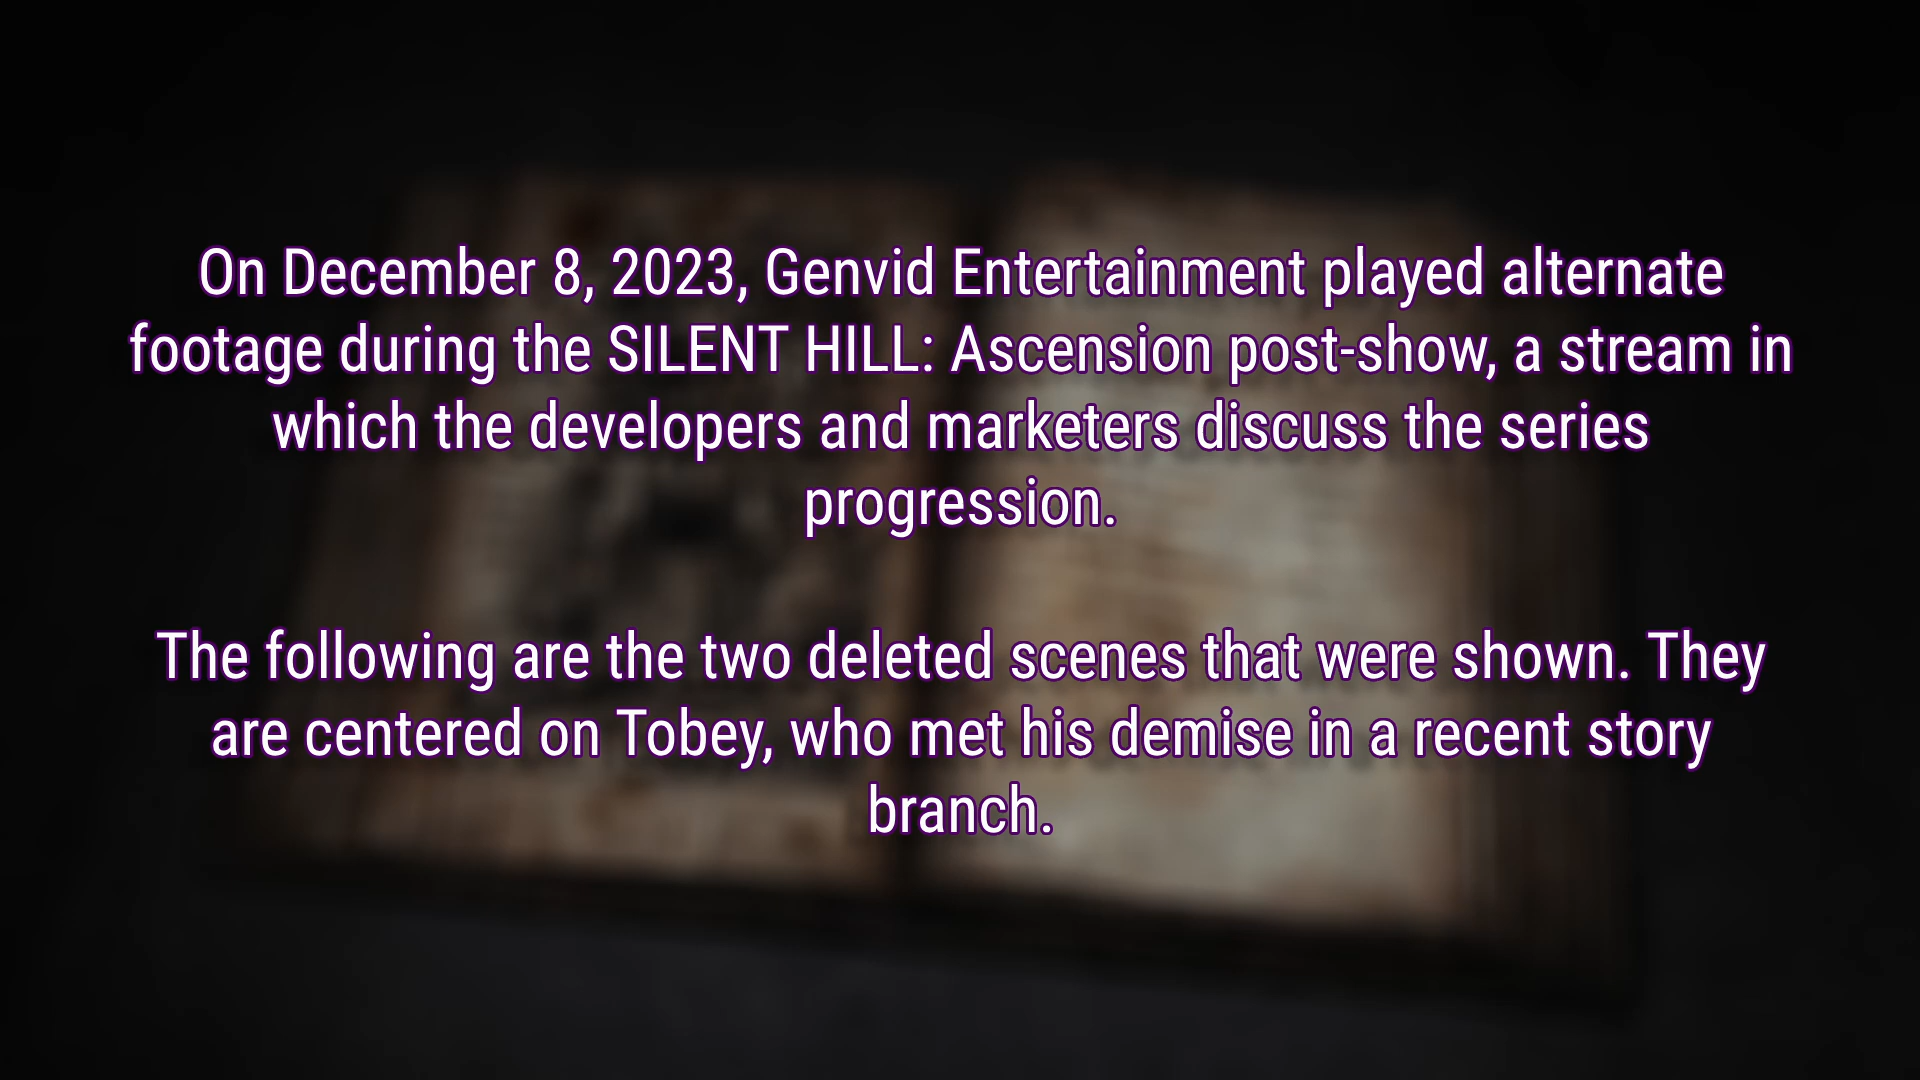 On December 8, 2023, Genvid Entertainment played alternate
footage during the SILENT HILL: Ascension post-show, a stream in
which the developers and marketers discuss the series
progression.
The following are the two deleted scenes that were shown. They
are centered on Tobey, who met his demise in a recent story
branch.